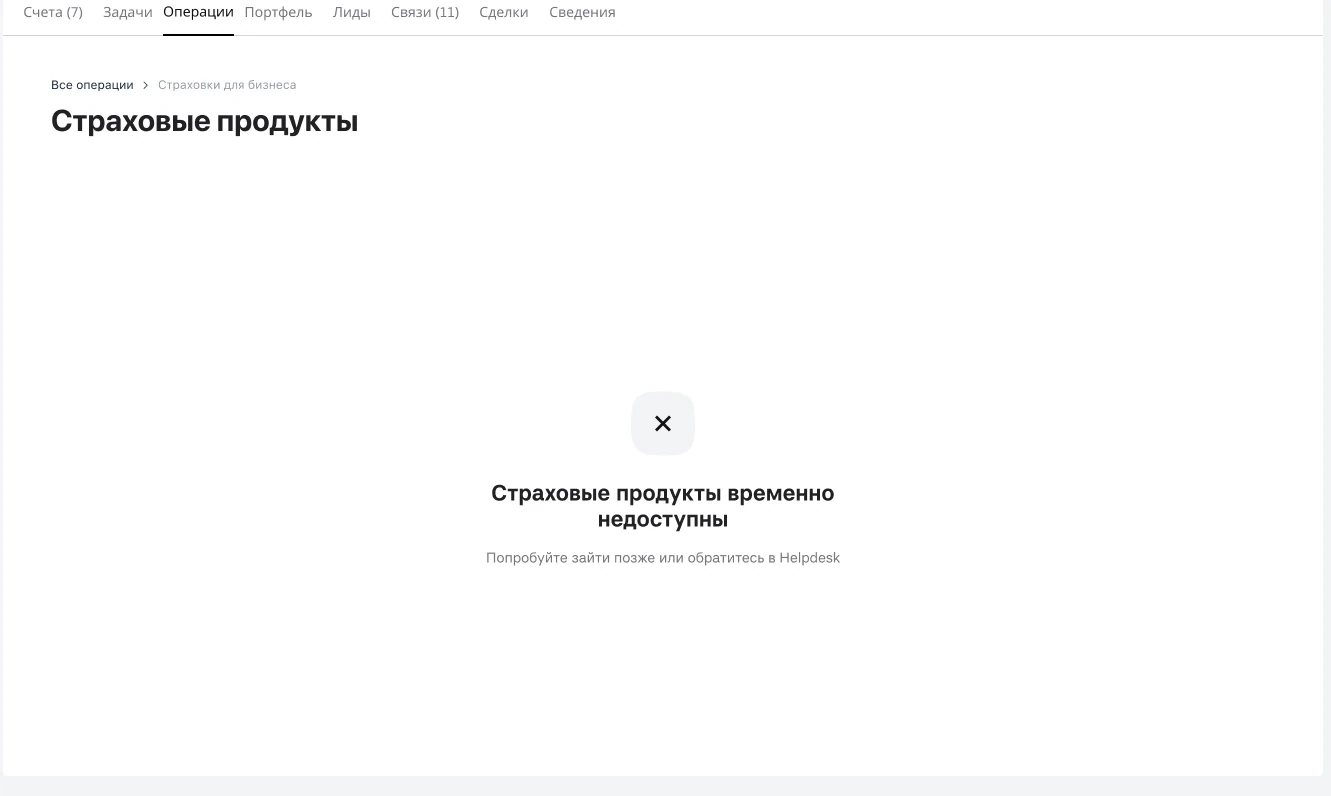 Счета (7) Задачи Операции Портфель Лиды Связи (11) Сделки Сведения
Все операции > Страховки для бизнеса
Страховые продукты
Страховые продукты временно
недоступны
Попробуйте зайти позже или обратитесь в Helpdesk